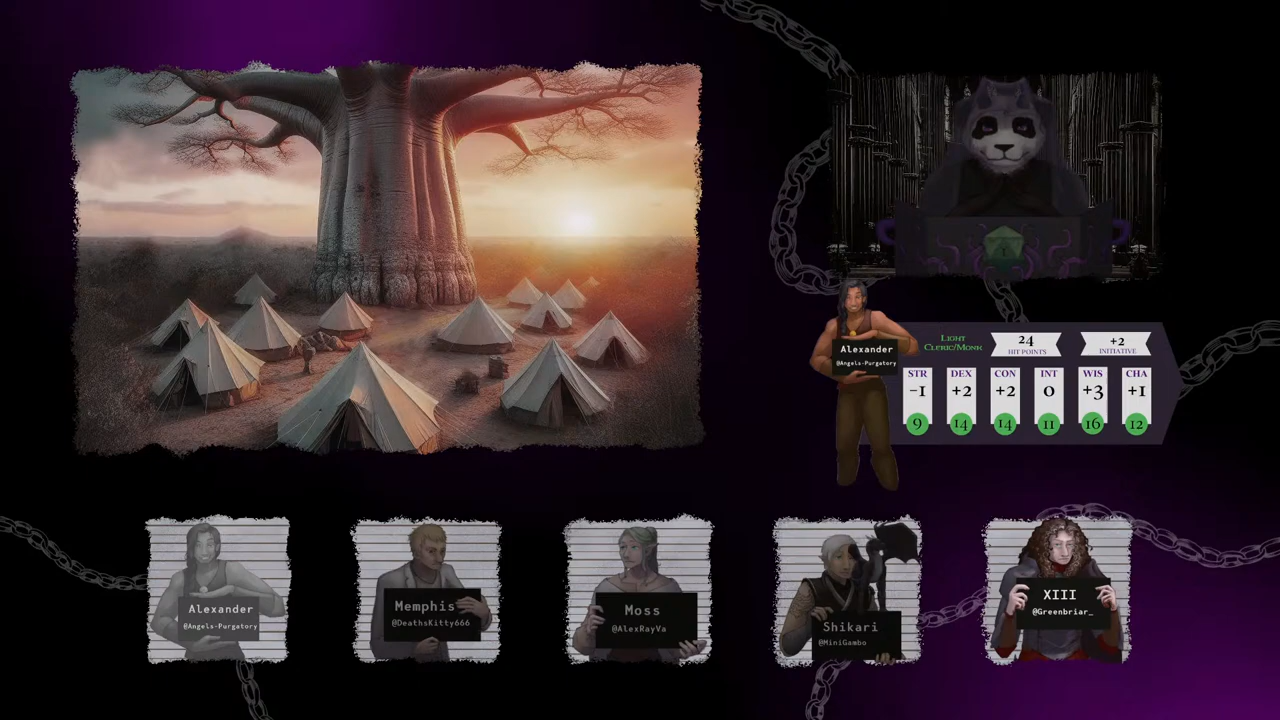 Alexander
@Angels-Purgatory
Light
Cleric/Monk
24
HIT POINTS
+2
INITIATIVE
STR DEX CON INT WIS CHA
-1 +2 +2 0 +3 +1
9 14 14 11 16 12
Alexander
@Angels-Purgatory
Memphis
@DeathsKitty666
Moss
@AlexRayVa
Shikari
@MiniGambo
XIII
@Greenbriar_